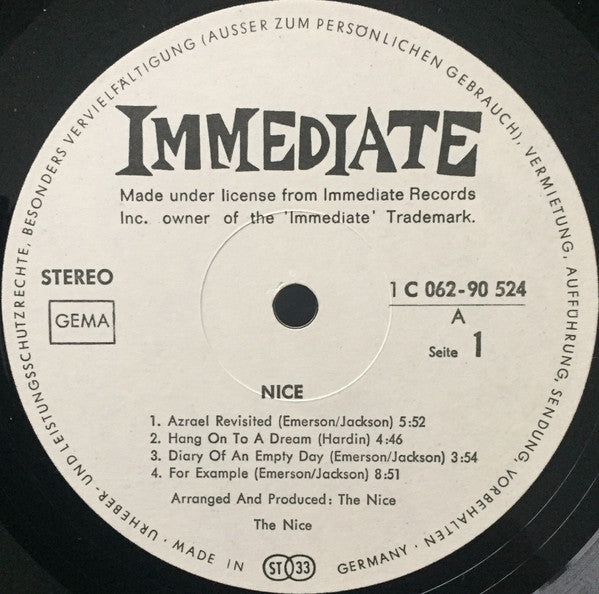 URHEBER- UND LEISTUNGSSCHUTZRECHTE, BESONDERS VERVIELFÄLTIGUNG (AUSSER ZUM PERSÖNLICHEN GEBRAUCH), VERMIETUNG, AUFFÜHRUNG, SENDUNG, VORBEHALTEN ·
IMMEDIATE
Made under license from Immediate Records
Inc. owner of the 'Immediate' Trademark.
STEREO
GEMA
1 C 062-90 524
A
Seite 1
NICE
1. Azrael Revisited (Emerson/Jackson) 5:52
2. Hang On To A Dream (Hardin) 4:46
3. Diary Of An Empty Day (Emerson/Jackson) 3:54
4. For Example (Emerson/Jackson) 8:51
Arranged And Produced: The Nice
The Nice
· MADE IN ST 33 GERMANY ·